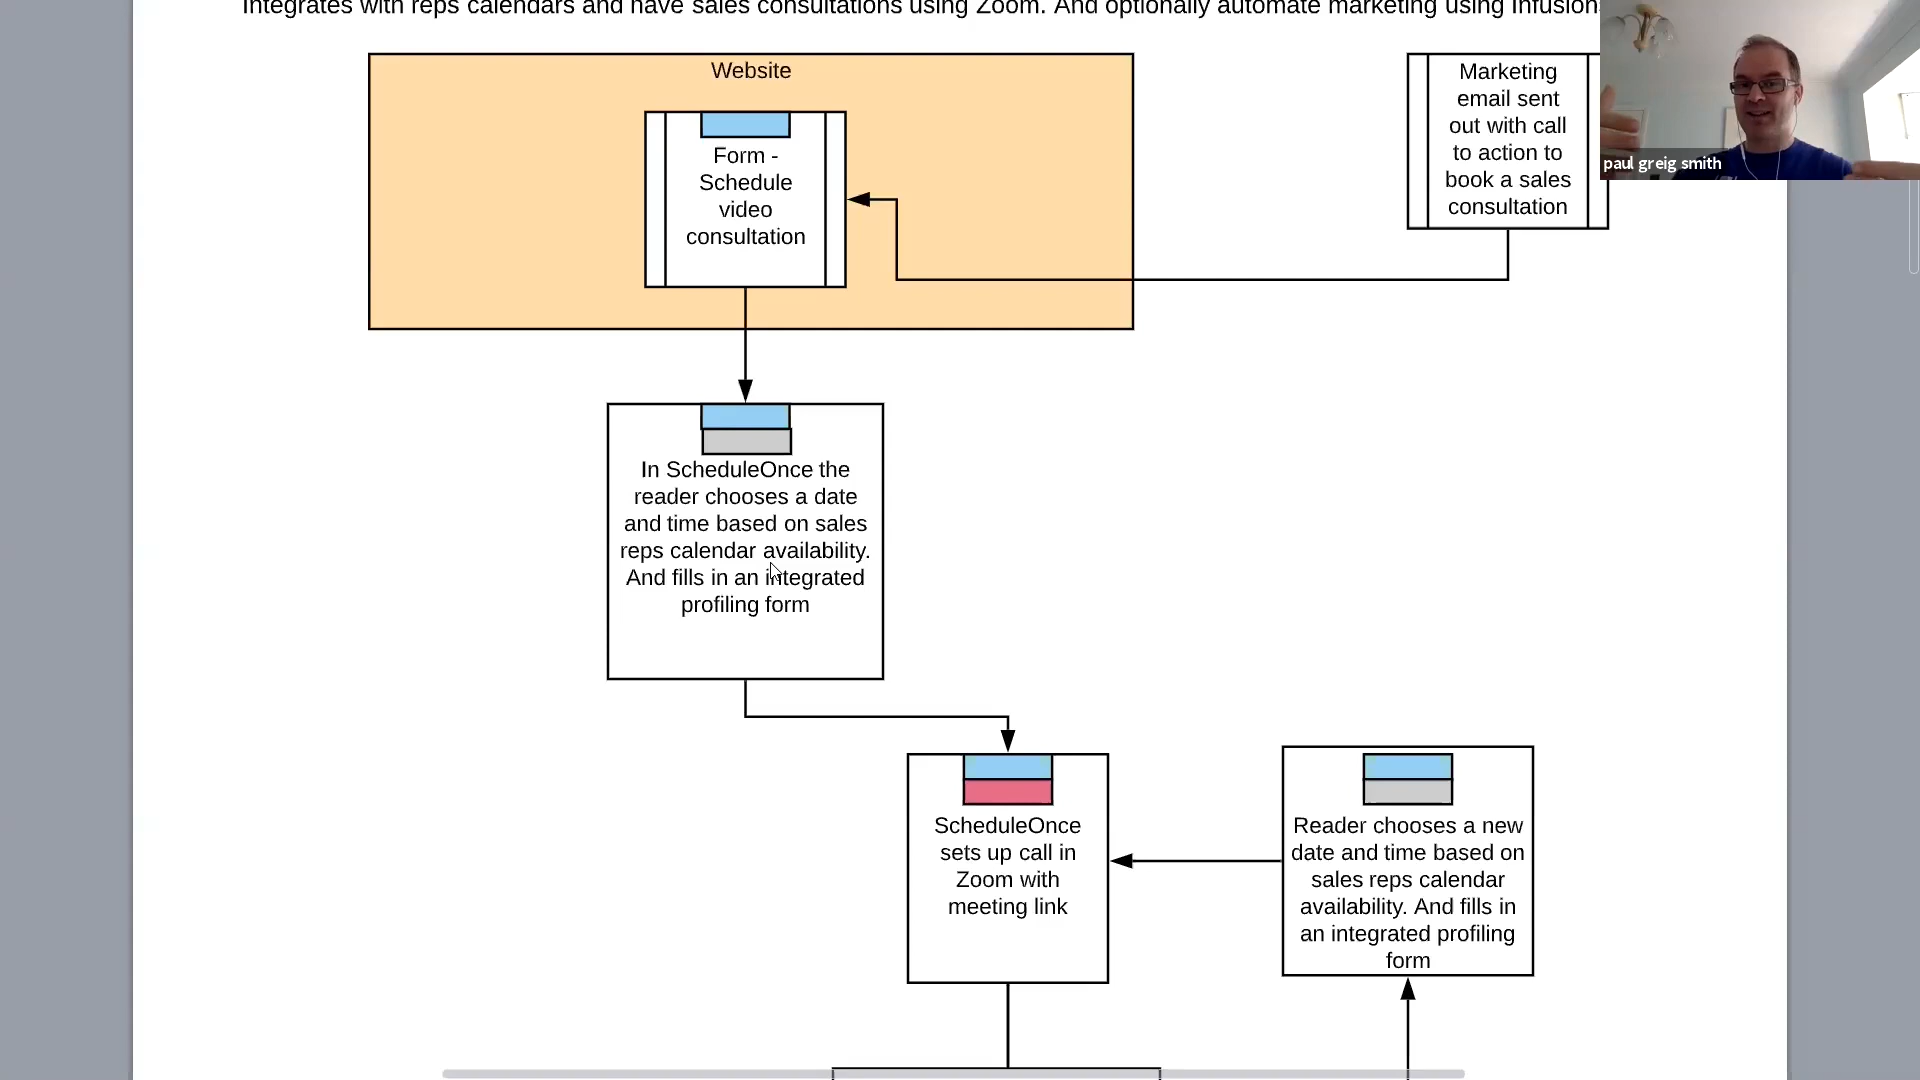 Integrates with reps calendars and have sales consultations using Zoom. And optionally automate marketing using
Website
Form -
Schedule
video
consultation
Marketing
email sent
out with call
to action to
book a sales
consultation
paul greig smith
In ScheduleOnce the
reader chooses a date
and time based on sales
reps calendar availability.
And fills in an integrated
profiling form
ScheduleOnce
sets up call in
Zoom with
meeting link
Reader chooses a new
date and time based on
sales reps calendar
availability. And fills in
an integrated profiling
form